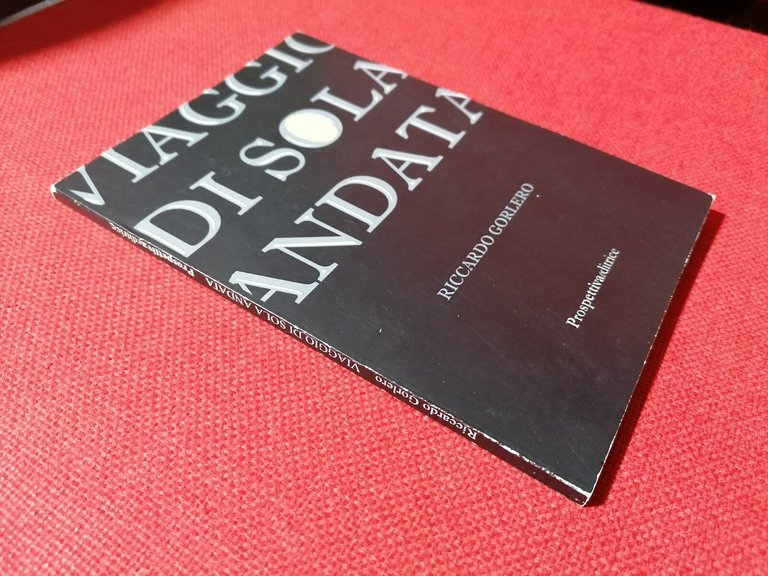 VIAGGIO
DI SOLA
ANDATA
RICCARDO GORLERO
Prospettivaeditrice
Riccardo Gorlero VIAGGIO DI SOLA ANDATA Prospettivaeditrice